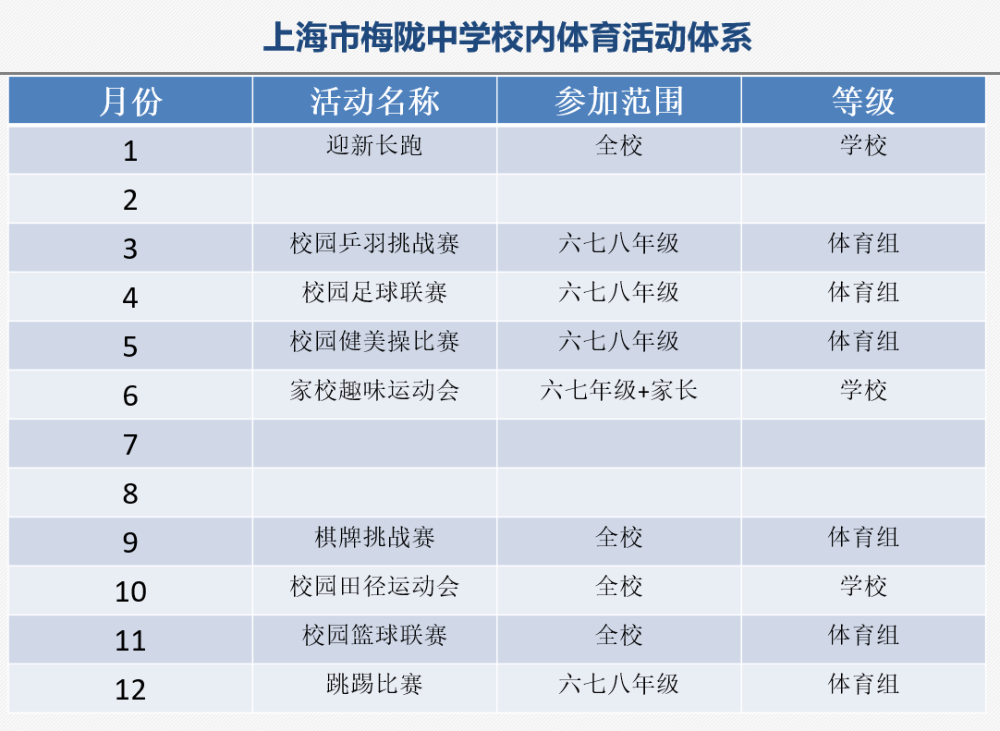 上海市梅陇中学校内体育活动体系
月份 活动名称 参加范围 等级
1 迎新长跑 全校 学校
2
3 校园乒羽挑战赛 六七八年级 体育组
4 校园足球联赛 六七八年级 体育组
5 校园健美操比赛 六七八年级 体育组
6 家校趣味运动会 六七年级+家长 学校
7
8
9 棋牌挑战赛 全校 体育组
10 校园田径运动会 全校 学校
11 校园篮球联赛 全校 体育组
12 跳踢比赛 六七八年级 体育组